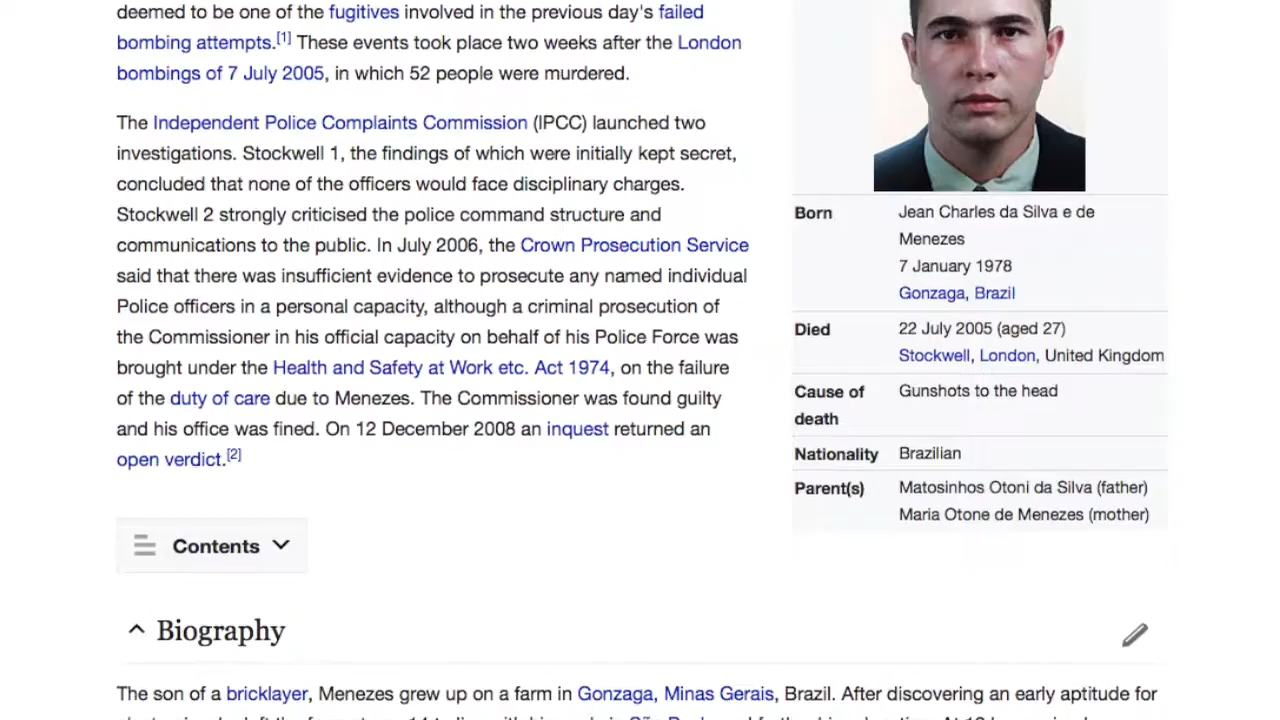 deemed to be one of the fugitives involved in the previous day's failed
bombing attempts.[1] These events took place two weeks after the London
bombings of 7 July 2005, in which 52 people were murdered.
The Independent Police Complaints Commission (IPCC) launched two
investigations. Stockwell 1, the findings of which were initially kept secret,
concluded that none of the officers would face disciplinary charges.
Stockwell 2 strongly criticised the police command structure and
communications to the public. In July 2006, the Crown Prosecution Service
said that there was insufficient evidence to prosecute any named individual
Police officers in a personal capacity, although a criminal prosecution of
the Commissioner in his official capacity on behalf of his Police Force was
brought under the Health and Safety at Work etc. Act 1974, on the failure
of the duty of care due to Menezes. The Commissioner was found guilty
and his office was fined. On 12 December 2008 an inquest returned an
open verdict.[2]
Born Jean Charles da Silva e de
Menezes
7 January 1978
Gonzaga, Brazil
Died 22 July 2005 (aged 27)
Stockwell, London, United Kingdom
Cause of Gunshots to the head
death
Nationality Brazilian
Parent(s) Matosinhos Otoni da Silva (father)
Maria Otone de Menezes (mother)
Contents
Biography
The son of a bricklayer, Menezes grew up on a farm in Gonzaga, Minas Gerais, Brazil. After discovering an early aptitude for